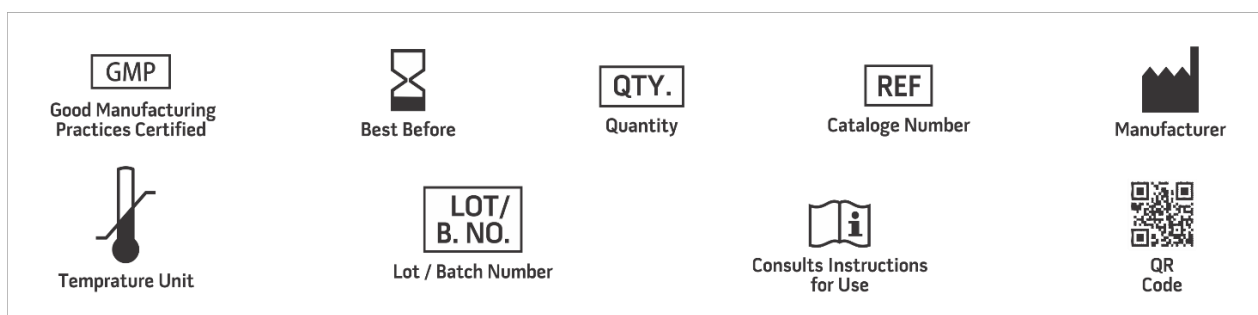 GMP
Good Manufacturing
Practices Certified
Best Before
QTY.
Quantity
REF
Cataloge Number
Manufacturer
Temprature Unit
LOT/
B. NO.
Lot / Batch Number
i
Consults Instructions
for Use
QR
Code